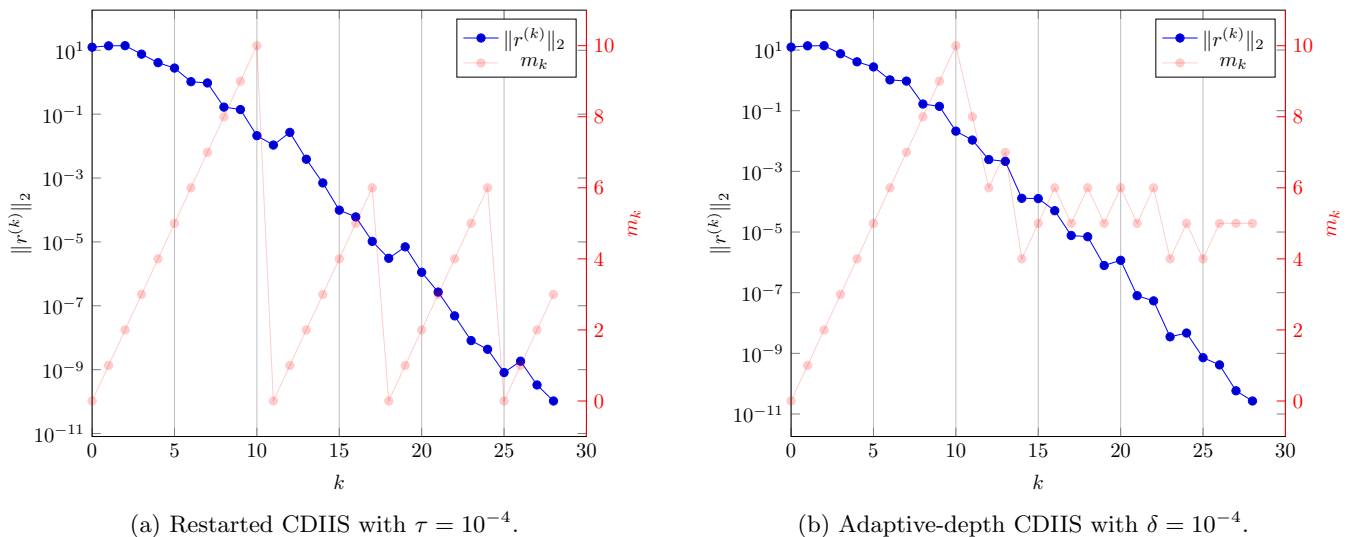 ‖r^(k)‖₂
m_k
10^1
10^−1
10^−3
10^−5
10^−7
10^−9
10^−11
‖r^(k)‖₂
0 5 10 15 20 25 30
k
10
8
6
4
2
0
m_k
(a) Restarted CDIIS with τ = 10^−4.
‖r^(k)‖₂
m_k
10^1
10^−1
10^−3
10^−5
10^−7
10^−9
10^−11
‖r^(k)‖₂
0 5 10 15 20 25 30
k
10
8
6
4
2
0
m_k
(b) Adaptive-depth CDIIS with δ = 10^−4.